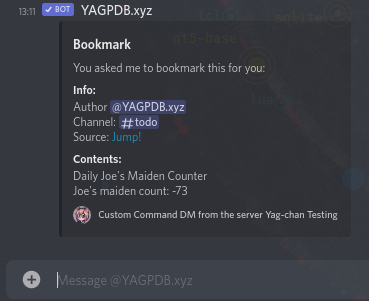 13:11 ✓ BOT YAGPDB.xyz
Bookmark
You asked me to bookmark this for you:
Info:
Author @YAGPDB.xyz
Channel: #todo
Source: Jump!
Contents:
Daily Joe's Maiden Counter
Joe's maiden count: -73
Custom Command DM from the server Yag-chan Testing
Message @YAGPDB.xyz